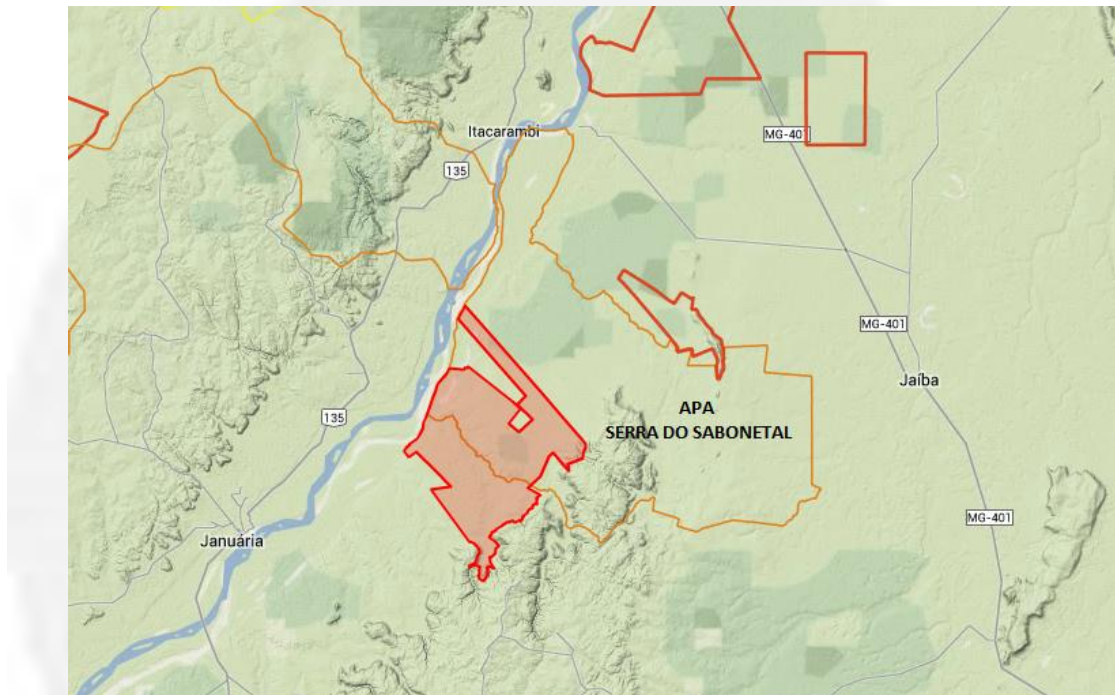 Itacarambi
MG-401
135
MG-401
Jaíba
APA
SERRA DO SABONETAL
135
MG-401
Januária